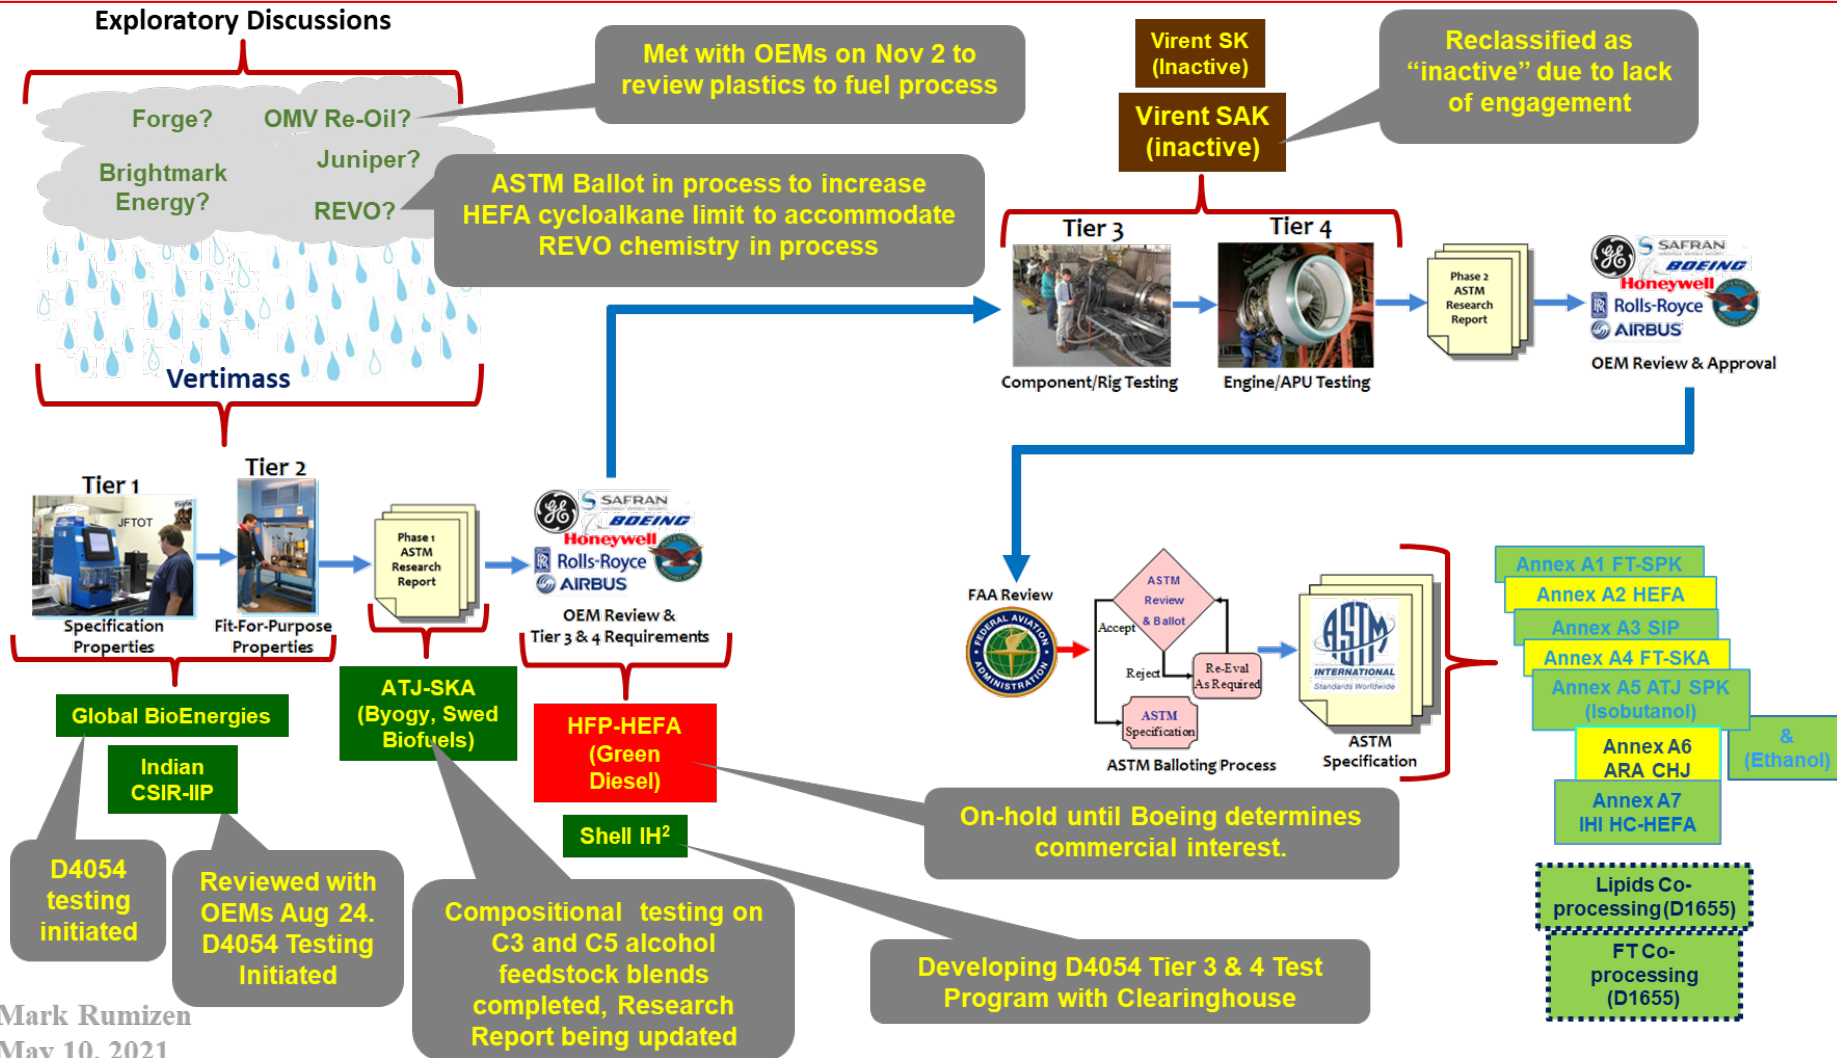 Exploratory Discussions
Forge?
OMV Re-Oil?
Juniper?
Brightmark
Energy?
REVO?
Met with OEMs on Nov 2 to
review plastics to fuel process
ASTM Ballot in process to increase
HEFA cycloalkane limit to accommodate
REVO chemistry in process
Virent SK
(Inactive)
Virent SAK
(inactive)
Reclassified as
“inactive” due to lack
of engagement
Vertimass
Tier 3
Tier 4
Component/Rig Testing
Engine/APU Testing
Phase 2
ASTM
Research
Report
GE
SAFRAN
BOEING
Honeywell
Rolls-Royce
AIRBUS
OEM Review & Approval
Tier 1
JFTOT
Specification
Properties
Tier 2
Fit-For-Purpose
Properties
Phase 1
ASTM
Research
Report
GE
SAFRAN
BOEING
Honeywell
Rolls-Royce
AIRBUS
OEM Review &
Tier 3 & 4 Requirements
FAA Review
FEDERAL AVIATION
ADMINISTRATION
ASTM
Review
& Ballot
Accept
Reject
Re-Eval
As Required
ASTM
Specification
ASTM Balloting Process
ASTM
INTERNATIONAL
Standards Worldwide
ASTM
Specification
Annex A1 FT-SPK
Annex A2 HEFA
Annex A3 SIP
Annex A4 FT-SKA
Annex A5 ATJ SPK
(Isobutanol)
&
(Ethanol)
Annex A6
ARA CHJ
Annex A7
IHI HC-HEFA
Lipids Co-
processing(D1655)
FT Co-
processing
(D1655)
Global BioEnergies
Indian
CSIR-IIP
ATJ-SKA
(Byogy, Swed
Biofuels)
HFP-HEFA
(Green
Diesel)
Shell IH²
D4054
testing
initiated
Reviewed with
OEMs Aug 24.
D4054 Testing
Initiated
Compositional testing on
C3 and C5 alcohol
feedstock blends
completed, Research
Report being updated
On-hold until Boeing determines
commercial interest.
Developing D4054 Tier 3 & 4 Test
Program with Clearinghouse
Mark Rumizen
May 10, 2021